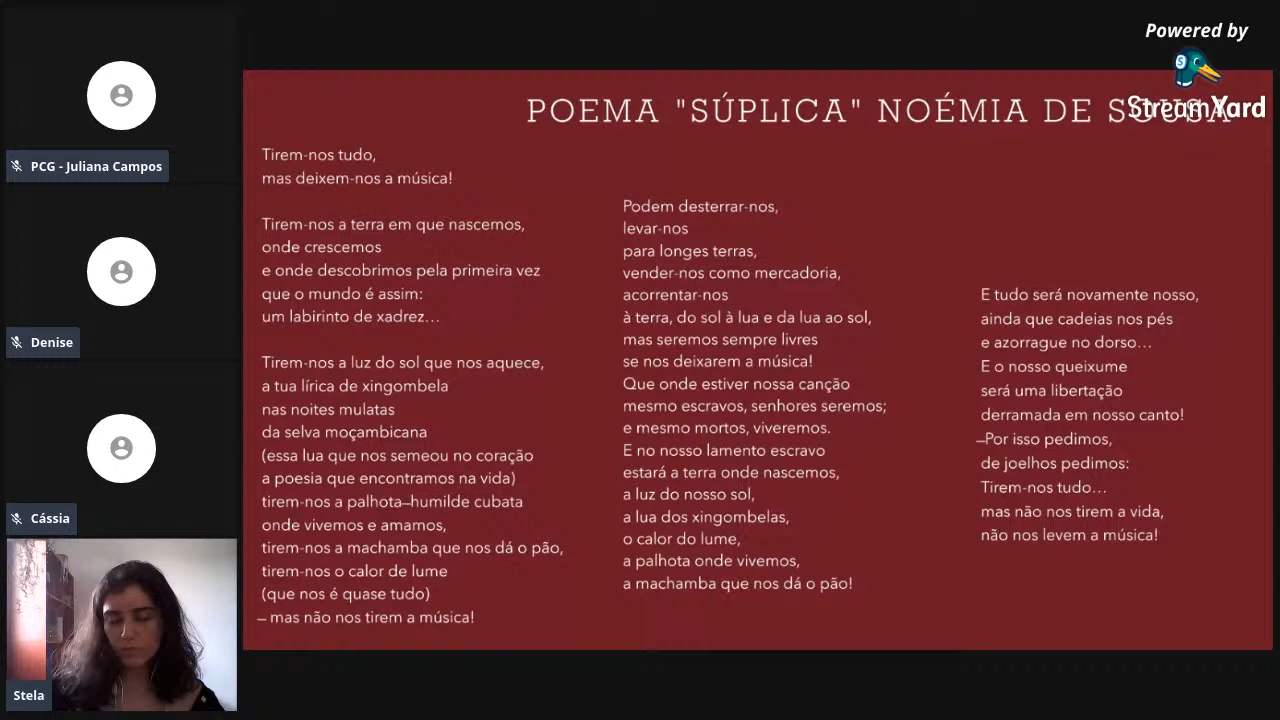 Powered by
StreamYard
PCG - Juliana Campos
Denise
Cássia
Stela
POEMA "SÚPLICA" NOÉMIA DE SOUSA
Tirem-nos tudo,
mas deixem-nos a música!
Tirem-nos a terra em que nascemos,
onde crescemos
e onde descobrimos pela primeira vez
que o mundo é assim:
um labirinto de xadrez…
Tirem-nos a luz do sol que nos aquece,
a tua lírica de xingombela
nas noites mulatas
da selva moçambicana
(essa lua que nos semeou no coração
a poesia que encontramos na vida)
tirem-nos a palhota—humilde cubata
onde vivemos e amamos,
tirem-nos a machamba que nos dá o pão,
tirem-nos o calor de lume
(que nos é quase tudo)
— mas não nos tirem a música!
Podem desterrar-nos,
levar-nos
para longes terras,
vender-nos como mercadoria,
acorrentar-nos
à terra, do sol à lua e da lua ao sol,
mas seremos sempre livres
se nos deixarem a música!
Que onde estiver nossa canção
mesmo escravos, senhores seremos;
e mesmo mortos, viveremos.
E no nosso lamento escravo
estará a terra onde nascemos,
a luz do nosso sol,
a lua dos xingombelas,
o calor do lume,
a palhota onde vivemos,
a machamba que nos dá o pão!
E tudo será novamente nosso,
ainda que cadeias nos pés
e azorrague no dorso…
E o nosso queixume
será uma libertação
derramada em nosso canto!
—Por isso pedimos,
de joelhos pedimos:
Tirem-nos tudo…
mas não nos tirem a vida,
não nos levem a música!